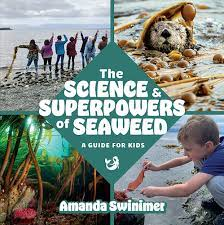 The
SCIENCE &
SUPERPOWERS
of SEAWEED
A GUIDE FOR KIDS
Amanda Swinimer